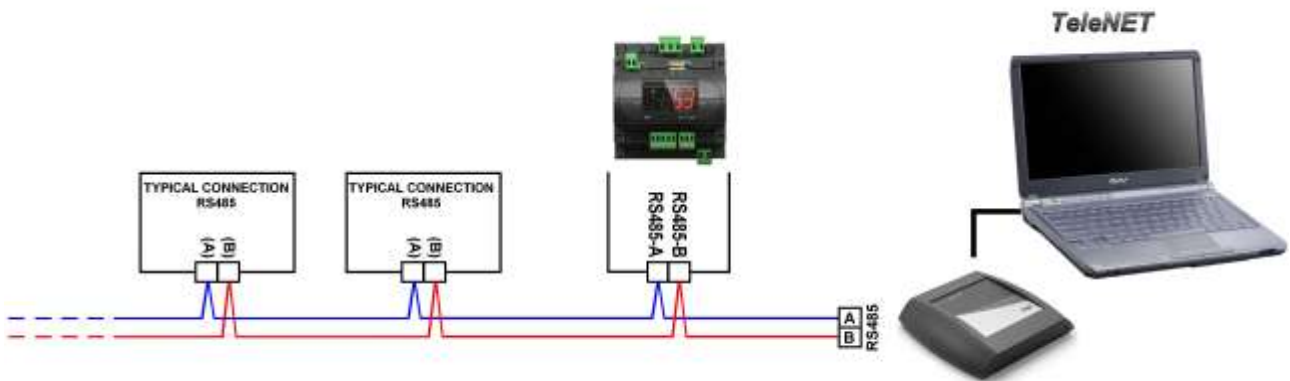 TeleNET
TYPICAL CONNECTION
RS485
(A)
(B)
TYPICAL CONNECTION
RS485
(A)
(B)
RS485-A
RS485-B
A
B
RS485